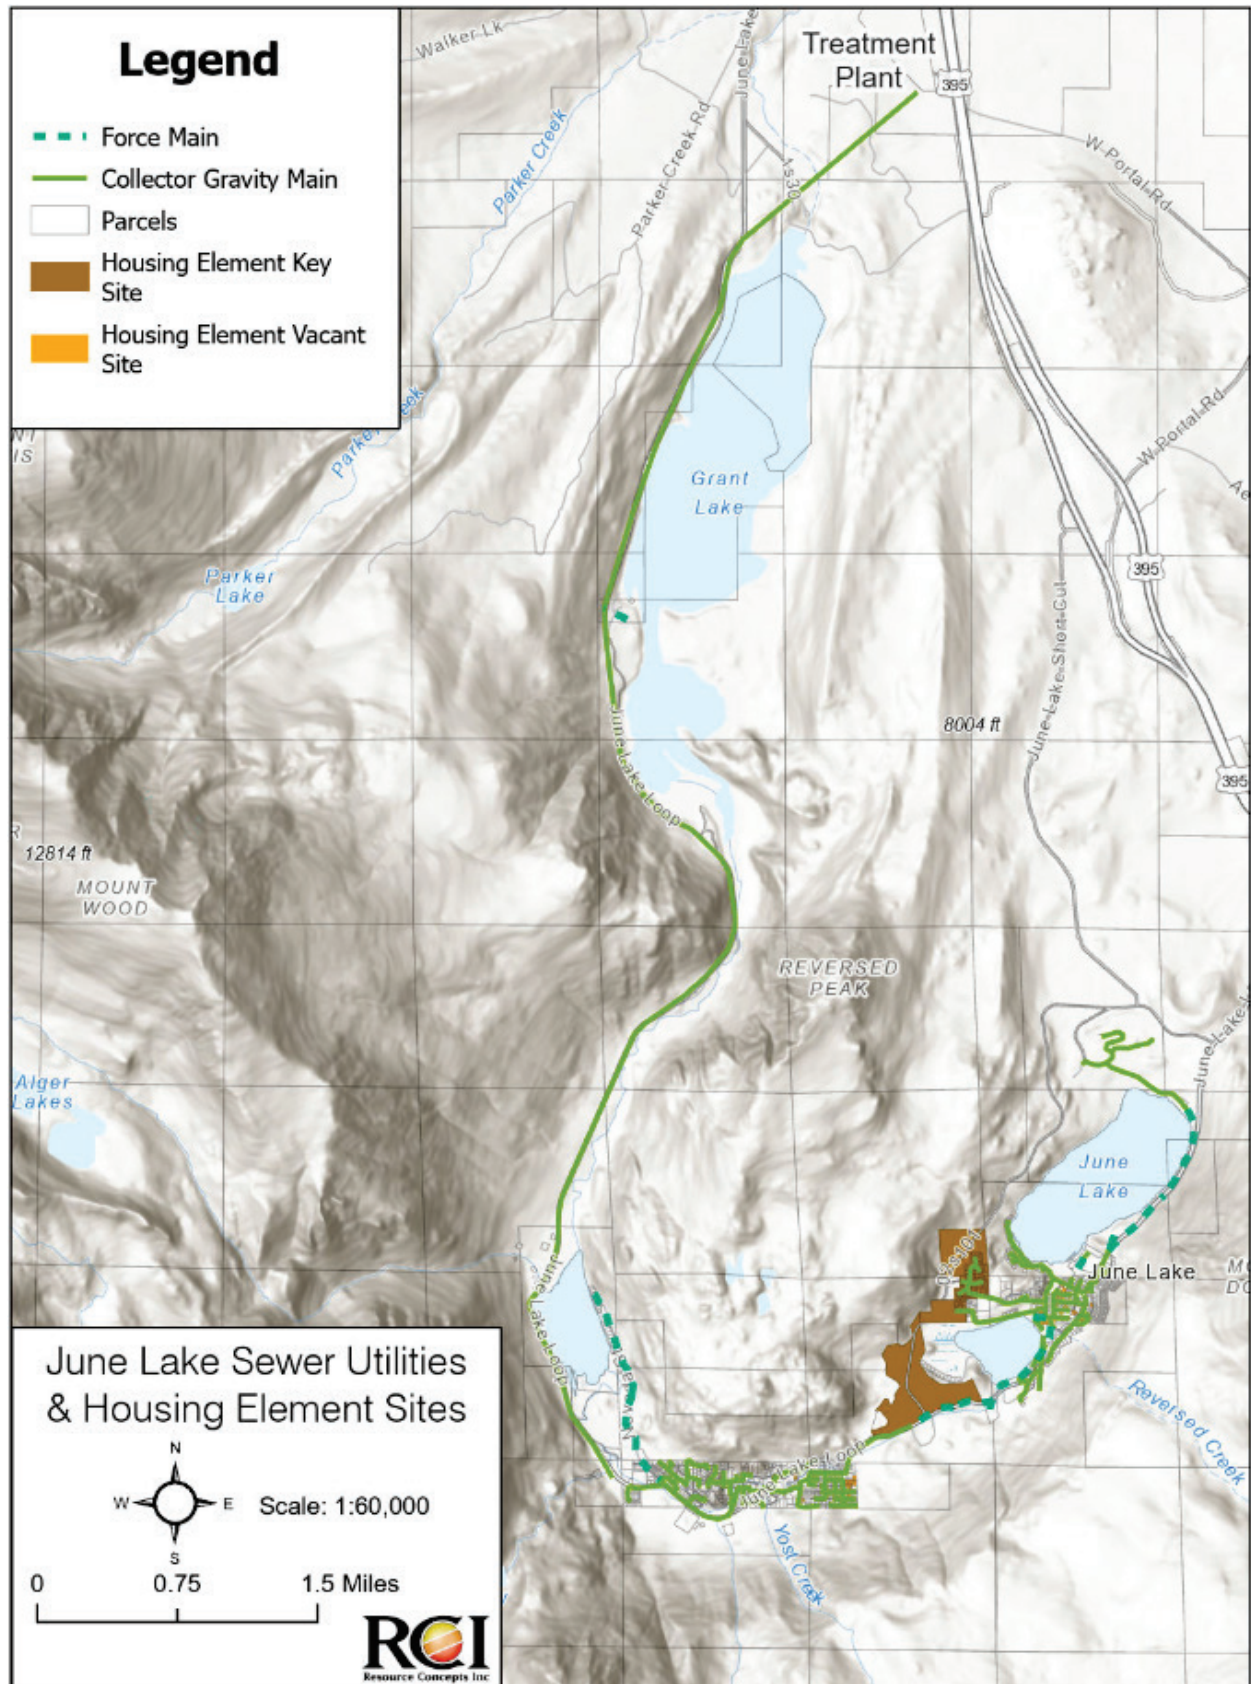 Legend
Force Main
Collector Gravity Main
Parcels
Housing Element Key
Site
Housing Element Vacant
Site
Treatment
Plant
395
Walker Lk
June Lake
Parker Creek
Parker Creek Rd
1s30
W Portal Rd
Grant
Lake
W Portal Rd
395
Parker
Lake
June Lake Short Cut
8004 ft
395
June Lake Loop
12814 ft
MOUNT
WOOD
REVERSED
PEAK
June Lake L
Alger
Lakes
June
Lake
June Lake
Lake Loop
June Lake Loop
Reversed Creek
Yost Creek
June Lake Sewer Utilities
& Housing Element Sites
N
W
E
S
Scale: 1:60,000
0
0.75
1.5 Miles
RCI
Resource Concepts Inc